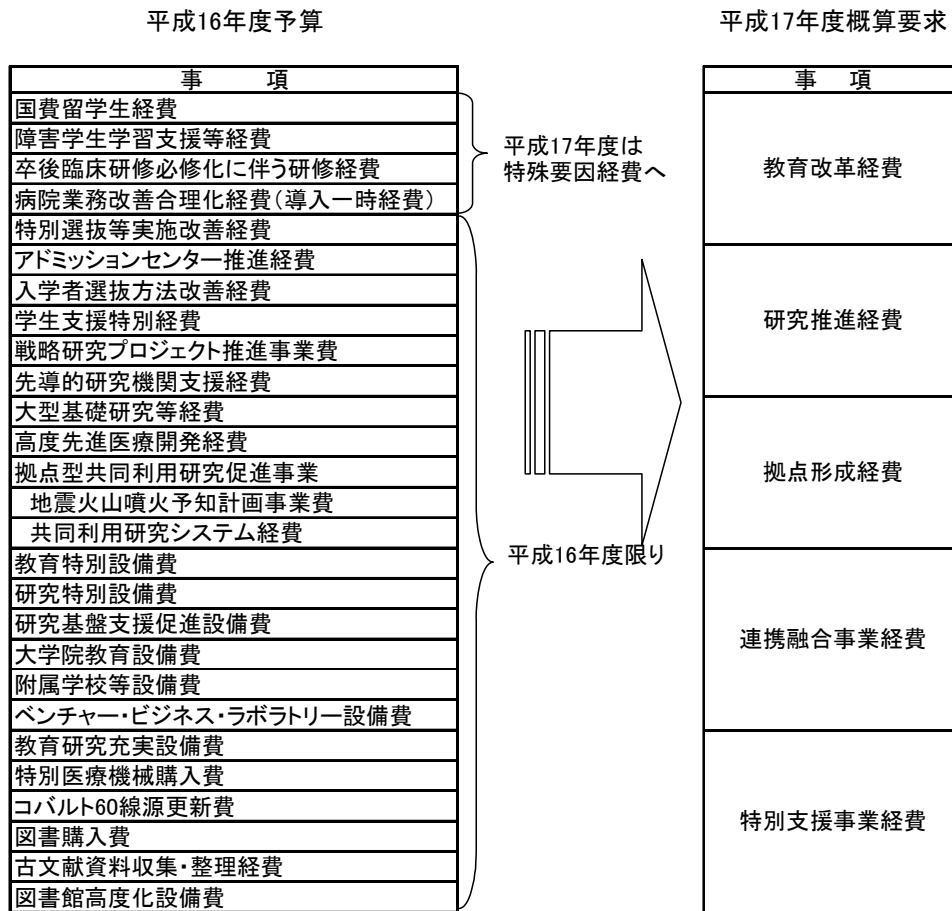 平成16年度予算
平成17年度概算要求
事 項
国費留学生経費
障害学生学習支援等経費
卒後臨床研修必修化に伴う研修経費
病院業務改善合理化経費(導入一時経費)
特別選抜等実施改善経費
アドミッションセンター推進経費
入学者選抜方法改善経費
学生支援特別経費
戦略研究プロジェクト推進事業費
先導的研究機関支援経費
大型基礎研究等経費
高度先進医療開発経費
拠点型共同利用研究促進事業
地震火山噴火予知計画事業費
共同利用研究システム経費
教育特別設備費
研究特別設備費
研究基盤支援促進設備費
大学院教育設備費
附属学校等設備費
ベンチャー・ビジネス・ラボラトリー設備費
教育研究充実設備費
特別医療機械購入費
コバルト60線源更新費
図書購入費
古文献資料収集・整理経費
図書館高度化設備費
平成17年度は
特殊要因経費へ
平成16年度限り
事 項
教育改革経費
研究推進経費
拠点形成経費
連携融合事業経費
特別支援事業経費